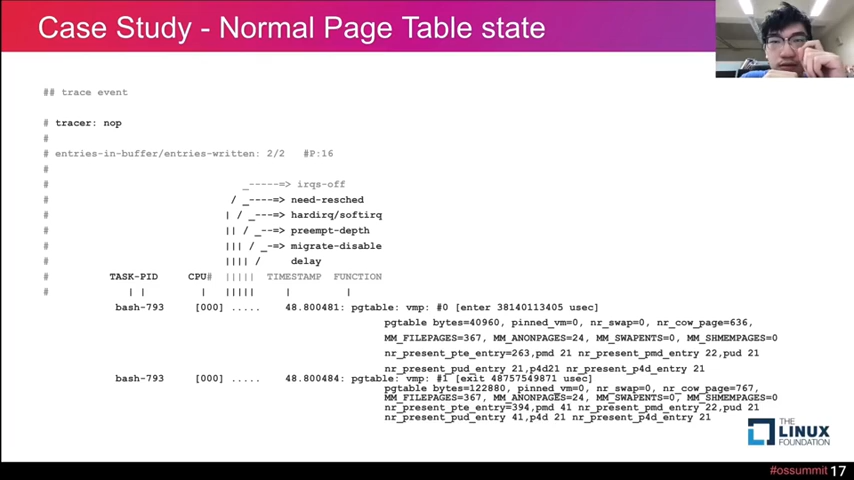 Case Study - Normal Page Table state
## trace event
# tracer: nop
#
# entries-in-buffer/entries-written: 2/2 #P:16
#
# _-----=> irqs-off
# / _----=> need-resched
# | / _---=> hardirq/softirq
# || / _--=> preempt-depth
# ||| / _-=> migrate-disable
# |||| / delay
# TASK-PID CPU# ||||| TIMESTAMP FUNCTION
# | | | ||||| | |
bash-793 [000] ..... 48.800481: pgtable: vmp: #0 [enter 38140113405 usec]
pgtable bytes=40960, pinned_vm=0, nr_swap=0, nr_cow_page=636,
MM_FILEPAGES=367, MM_ANONPAGES=24, MM_SWAPENTS=0, MM_SHMEMPAGES=0
nr_present_pte_entry=263,pmd 21 nr_present_pmd_entry 22,pud 21
nr_present_pud_entry 21,p4d21 nr_present_p4d_entry 21
bash-793 [000] ..... 48.800484: pgtable: vmp: #1 [exit 48757549871 usec]
pgtable bytes=122880, pinned_vm=0, nr_swap=0, nr_cow_page=767,
MM_FILEPAGES=367, MM_ANONPAGES=24, MM_SWAPENTS=0, MM_SHMEMPAGES=0
nr_present_pte_entry=394,pmd 41 nr_present_pmd_entry 22,pud 21
nr_present_pud_entry 41,p4d 21 nr_present_p4d_entry 21
THE
LINUX
FOUNDATION
#ossummit 17